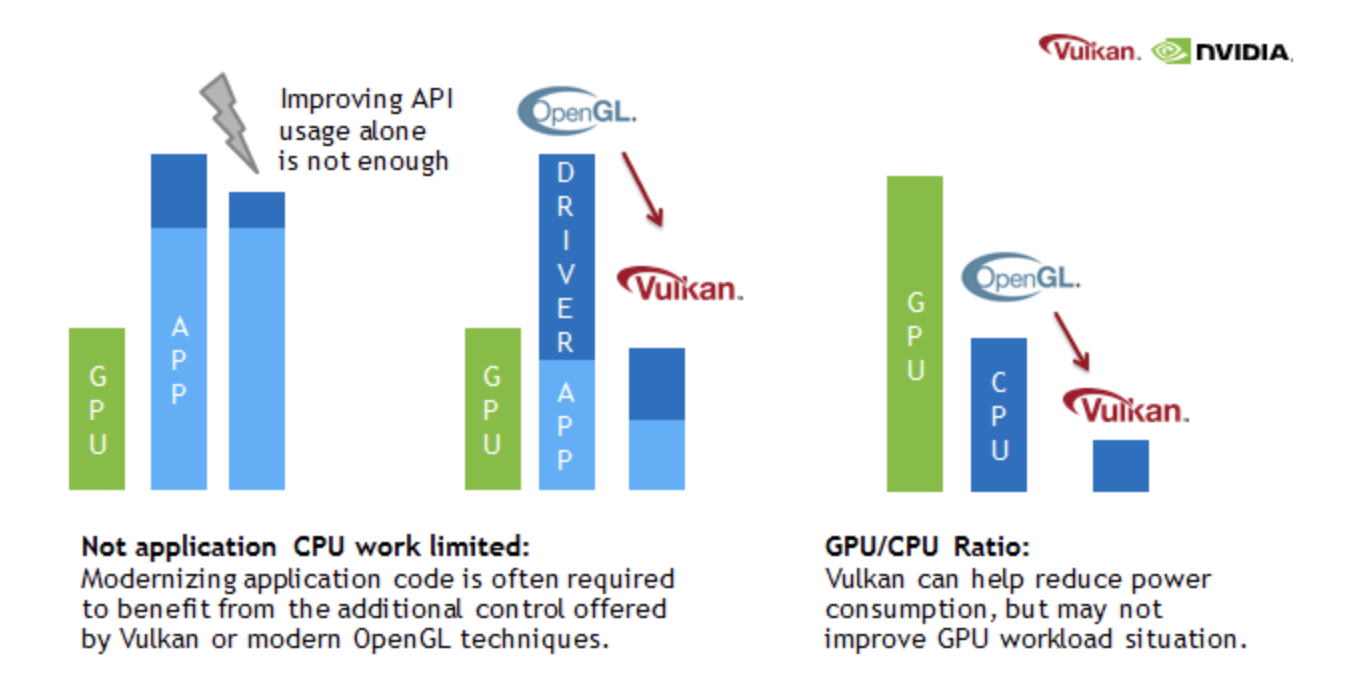 Vulkan. NVIDIA.
Improving API
usage alone
is not enough
OpenGL.
Vulkan.
GPU
APP
GPU
DRIVER
APP
OpenGL.
Vulkan.
GPU
CPU
Not application CPU work limited:
Modernizing application code is often required
to benefit from the additional control offered
by Vulkan or modern OpenGL techniques.
GPU/CPU Ratio:
Vulkan can help reduce power
consumption, but may not
improve GPU workload situation.